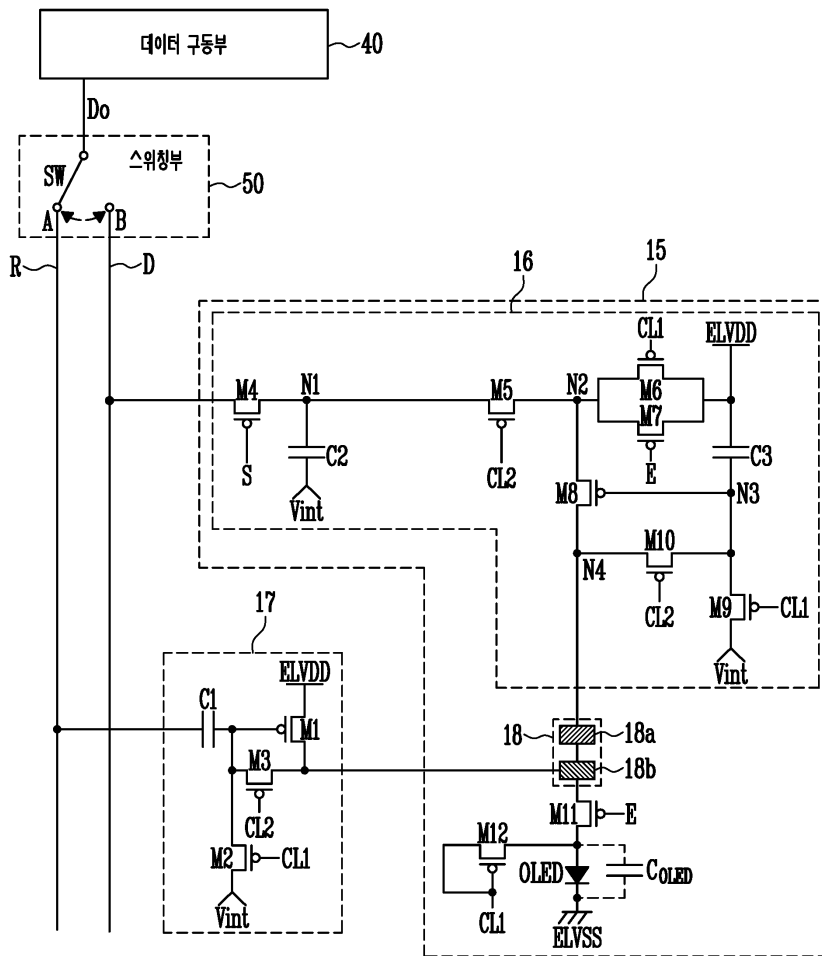 데이터 구동부
40
Do
스위칭부
SW
50
A
B
R
D
15
16
CL1
ELVDD
M4
N1
M5
N2
M6
M7
S
C2
CL2
E
C3
Vint
M8
N3
M10
N4
CL2
M9
CL1
Vint
17
ELVDD
C1
M1
18
18a
M3
18b
CL2
M11
E
M2
CL1
M12
OLED
COLED
Vint
CL1
ELVSS